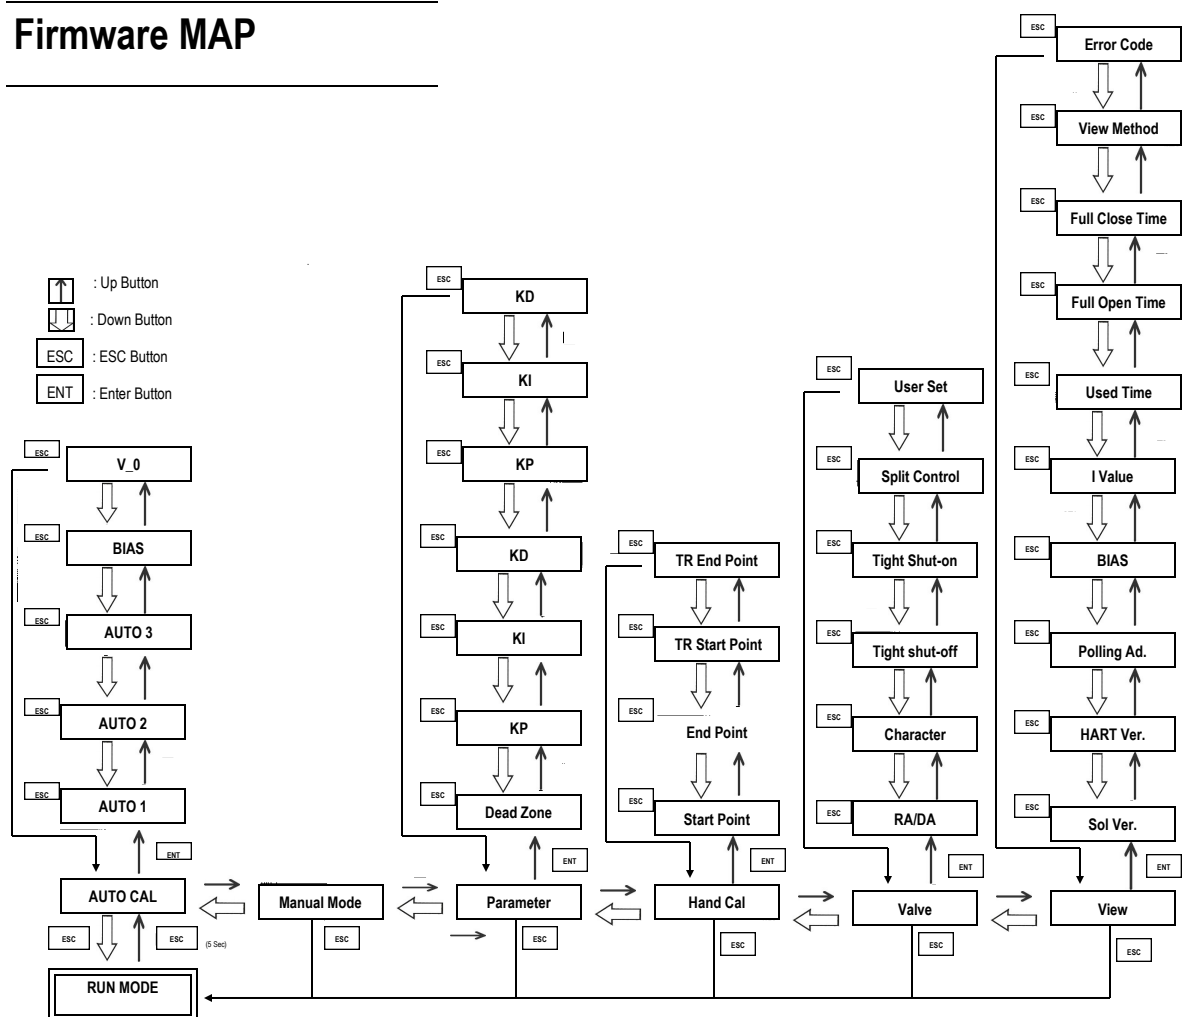 Firmware MAP
: Up Button
: Down Button
ESC : ESC Button
ENT : Enter Button
ESC
V_0
ESC
BIAS
ESC
AUTO 3
ESC
AUTO 2
ESC
AUTO 1
ENT
AUTO CAL
ESC
ESC (5 Sec)
RUN MODE
Manual Mode
ESC
ESC
KD
ESC
KI
ESC
KP
ESC
KD
ESC
KI
ESC
KP
ESC
Dead Zone
ENT
Parameter
ESC
ESC
TR End Point
ESC
TR Start Point
ESC
End Point
ESC
Start Point
ENT
Hand Cal
ESC
ESC
User Set
ESC
Split Control
ESC
Tight Shut-on
ESC
Tight shut-off
ESC
Character
ESC
RA/DA
ENT
Valve
ESC
ESC
Error Code
ESC
View Method
ESC
Full Close Time
ESC
Full Open Time
ESC
Used Time
ESC
I Value
ESC
BIAS
ESC
Polling Ad.
ESC
HART Ver.
ESC
Sol Ver.
ENT
View
ESC